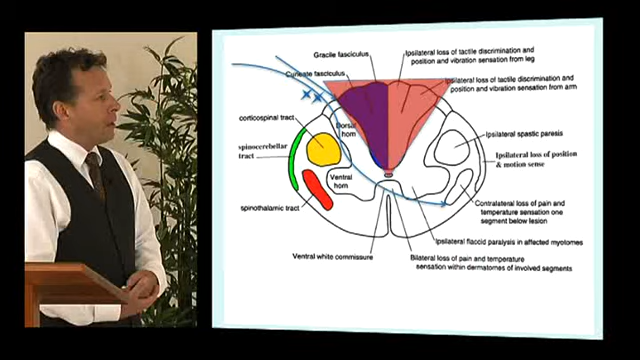 Gracile fasciculus
Cuneate fasciculus
corticospinal tract
Dorsal
horn
spinocerebellar
tract
Ventral
horn
spinothalamic tract
Ventral white commissure
Ipsilateral loss of tactile discrimination and
position and vibration sensation from leg
Ipsilateral loss of tactile discrimination and
position and vibration sensation from arm
Ipsilateral spastic paresis
Ipsilateral loss of position
& motion sense
Contralateral loss of pain and
temperature sensation one
segment below lesion
Ipsilateral flaccid paralysis in affected myotomes
Bilateral loss of pain and temperature
sensation within dermatomes of involved segments